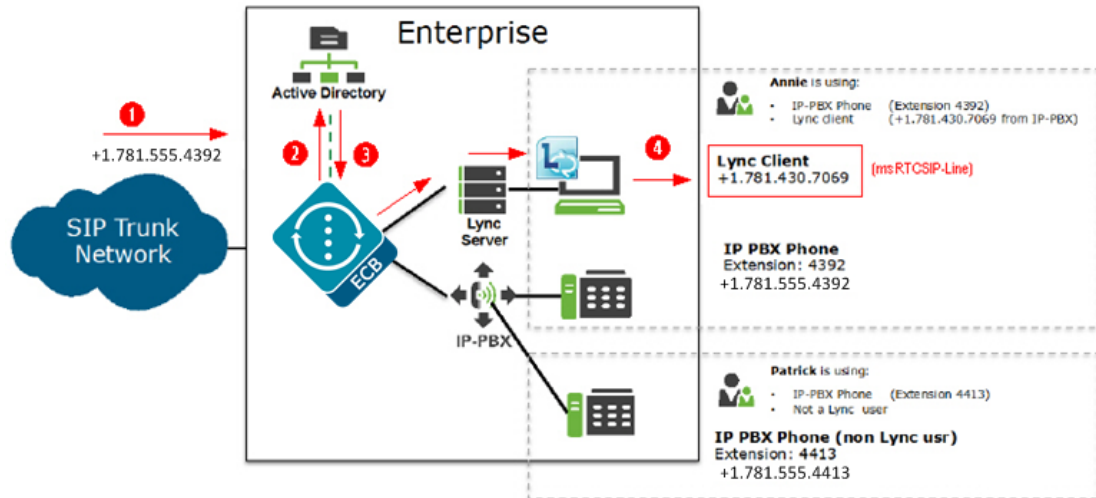 Enterprise
Active Directory
1
+1.781.555.4392
2
3
SIP Trunk
Network
ECB
Lync
Server
L
IP-PBX
4
Annie is using:
• IP-PBX Phone (Extension 4392)
• Lync client (+1.781.430.7069 from IP-PBX)
Lync Client
+1.781.430.7069
(msRTCSIP-Line)
IP PBX Phone
Extension: 4392
+1.781.555.4392
Patrick is using:
• IP-PBX Phone (Extension 4413)
• Not a Lync user
IP PBX Phone (non Lync usr)
Extension: 4413
+1.781.555.4413